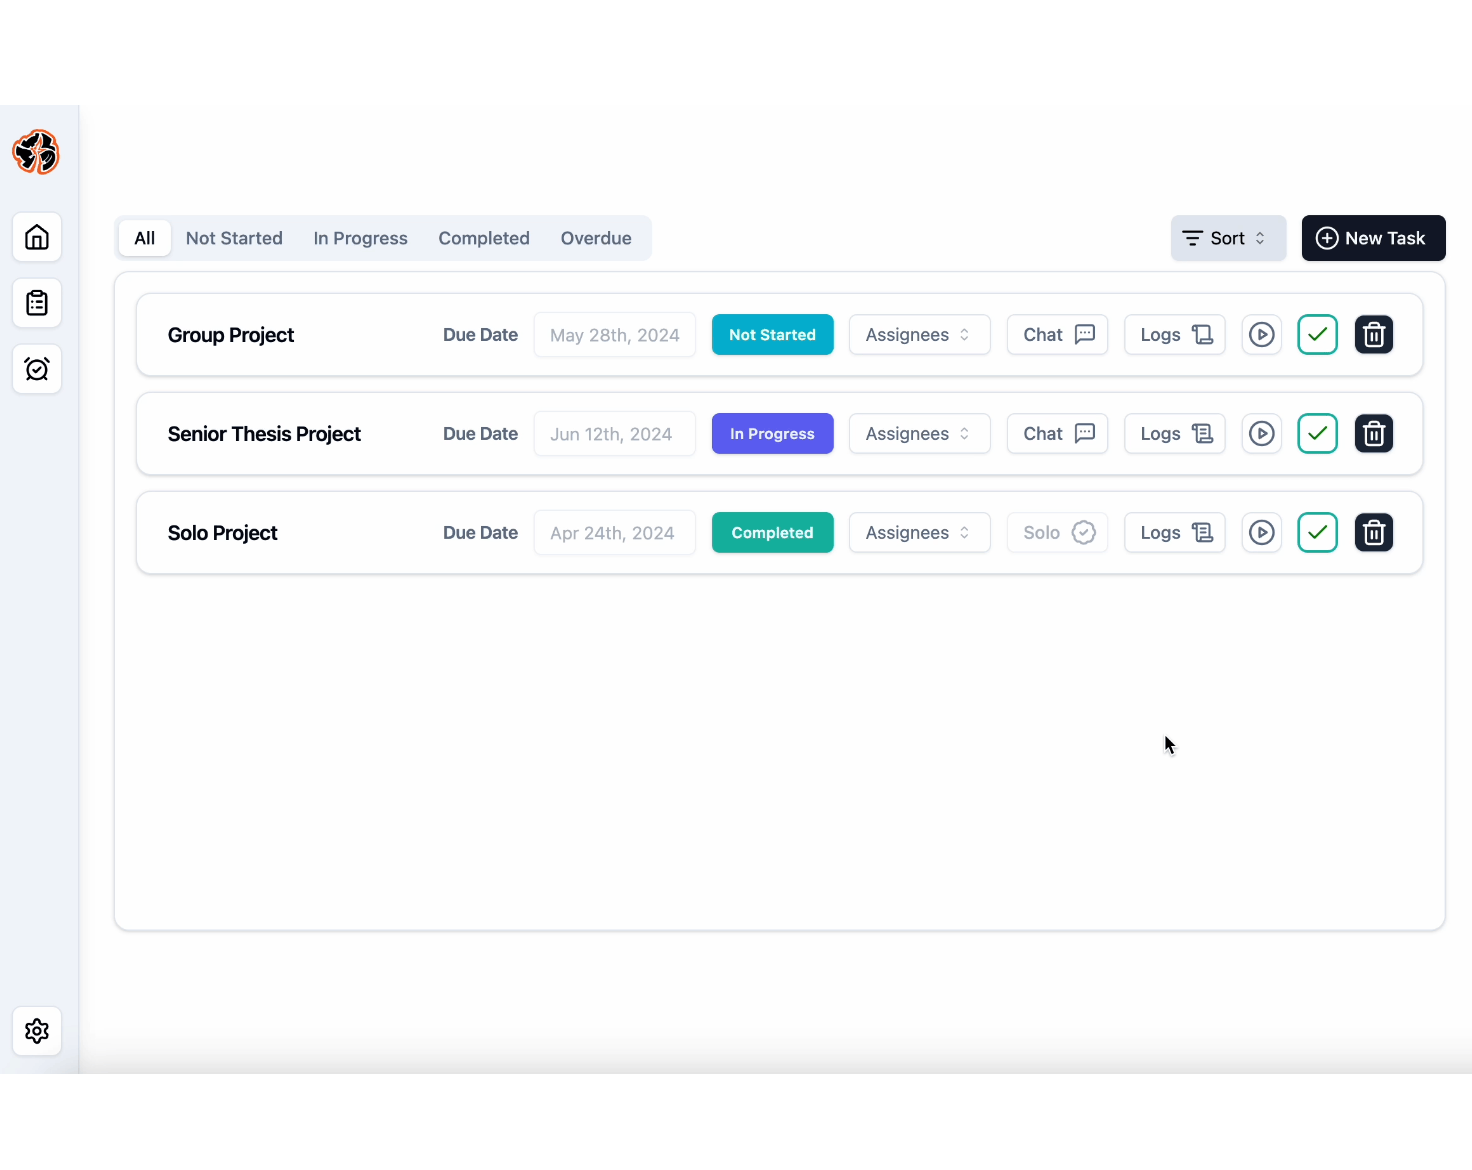 All Not Started In Progress Completed Overdue Sort New Task
Group Project Due Date May 28th, 2024 Not Started Assignees Chat Logs
Senior Thesis Project Due Date Jun 12th, 2024 In Progress Assignees Chat Logs
Solo Project Due Date Apr 24th, 2024 Completed Assignees Solo Logs